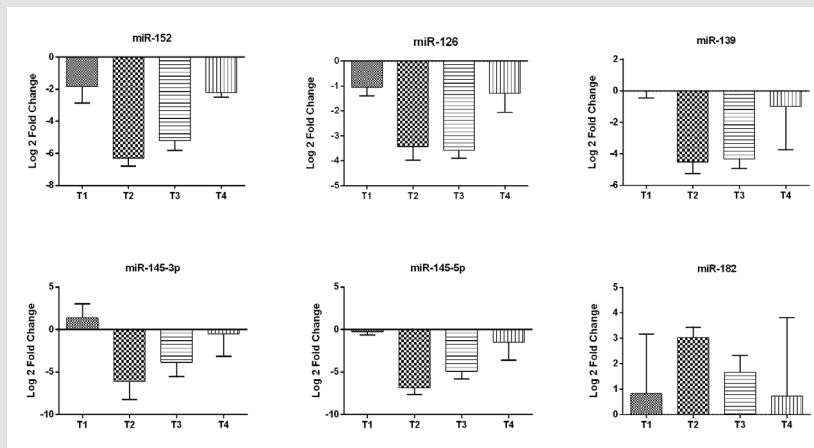 miR-152
Log 2 Fold Change
0
-2
-4
-6
-8
T1 T2 T3 T4
miR-126
Log 2 Fold Change
0
-1
-2
-3
-4
-5
T1 T2 T3 T4
miR-139
Log 2 Fold Change
2
0
-2
-4
-6
T1 T2 T3 T4
miR-145-3p
Log 2 Fold Change
5
0
-5
-10
T1 T2 T3 T4
miR-145-5p
Log 2 Fold Change
5
0
-5
-10
T1 T2 T3 T4
miR-182
Log 2 Fold Change
5
4
3
2
1
0
T1 T2 T3 T4